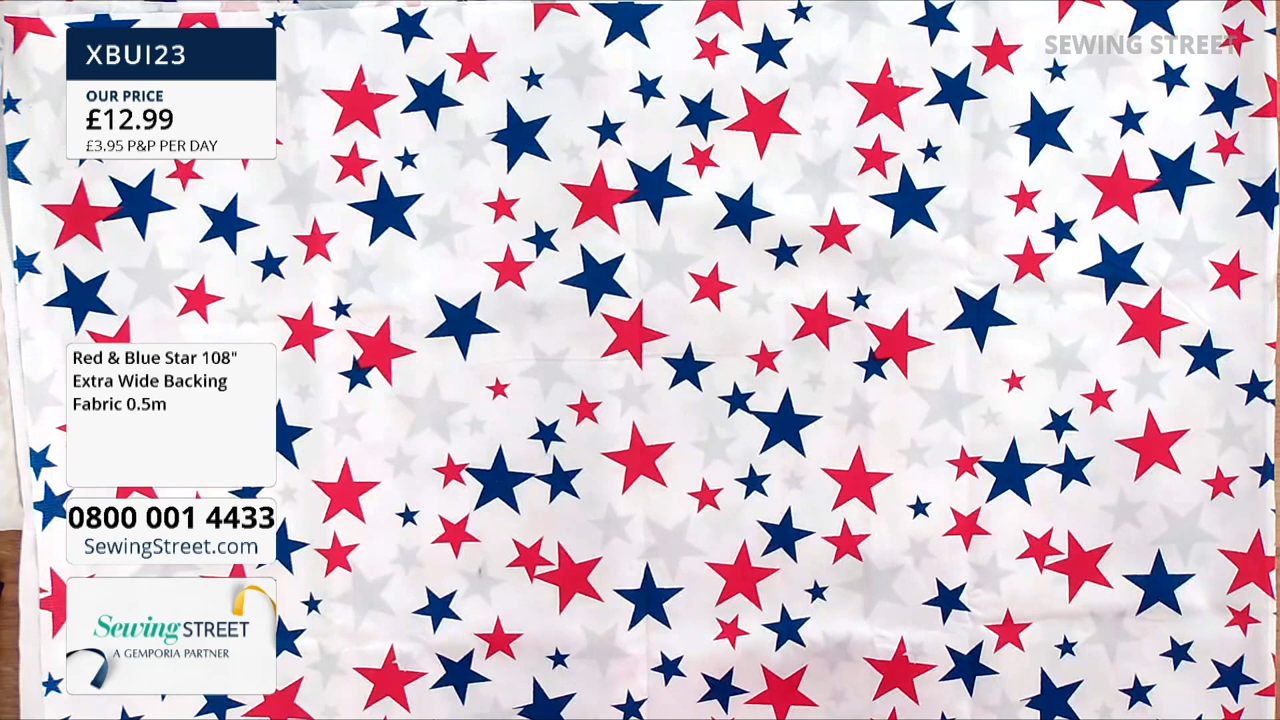 XBUI23
OUR PRICE
£12.99
£3.95 P&P PER DAY
SEWING STREET
Red & Blue Star 108"
Extra Wide Backing
Fabric 0.5m
0800 001 4433
SewingStreet.com
Sewing STREET
A GEMPORIA PARTNER